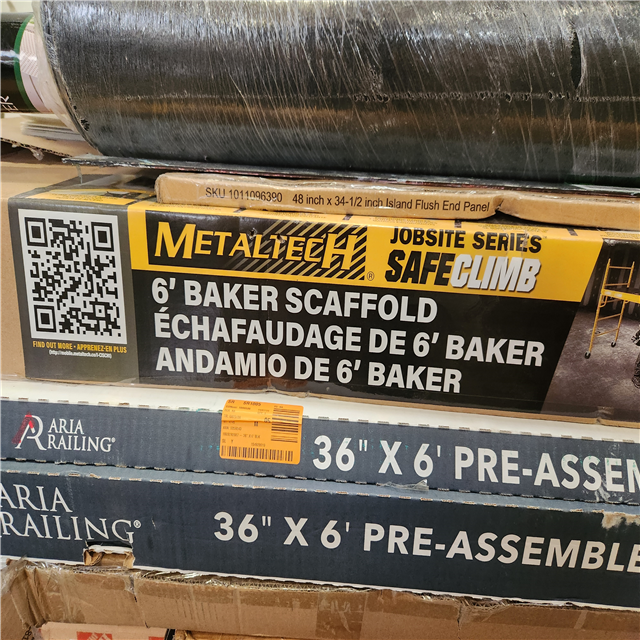 SKU 1011096390 48 inch x 34-1/2 inch Island Flush End Panel
METALTECH®
JOBSITE SERIES
SAFECLIMB
6' BAKER SCAFFOLD
ÉCHAFAUDAGE DE 6' BAKER
ANDAMIO DE 6' BAKER
FIND OUT MORE • APPRENEZ-EN PLUS
ARIA
RAILING®
36" X 6' PRE-ASSEM
ARIA
RAILING®
36" X 6' PRE-ASSEMBLE